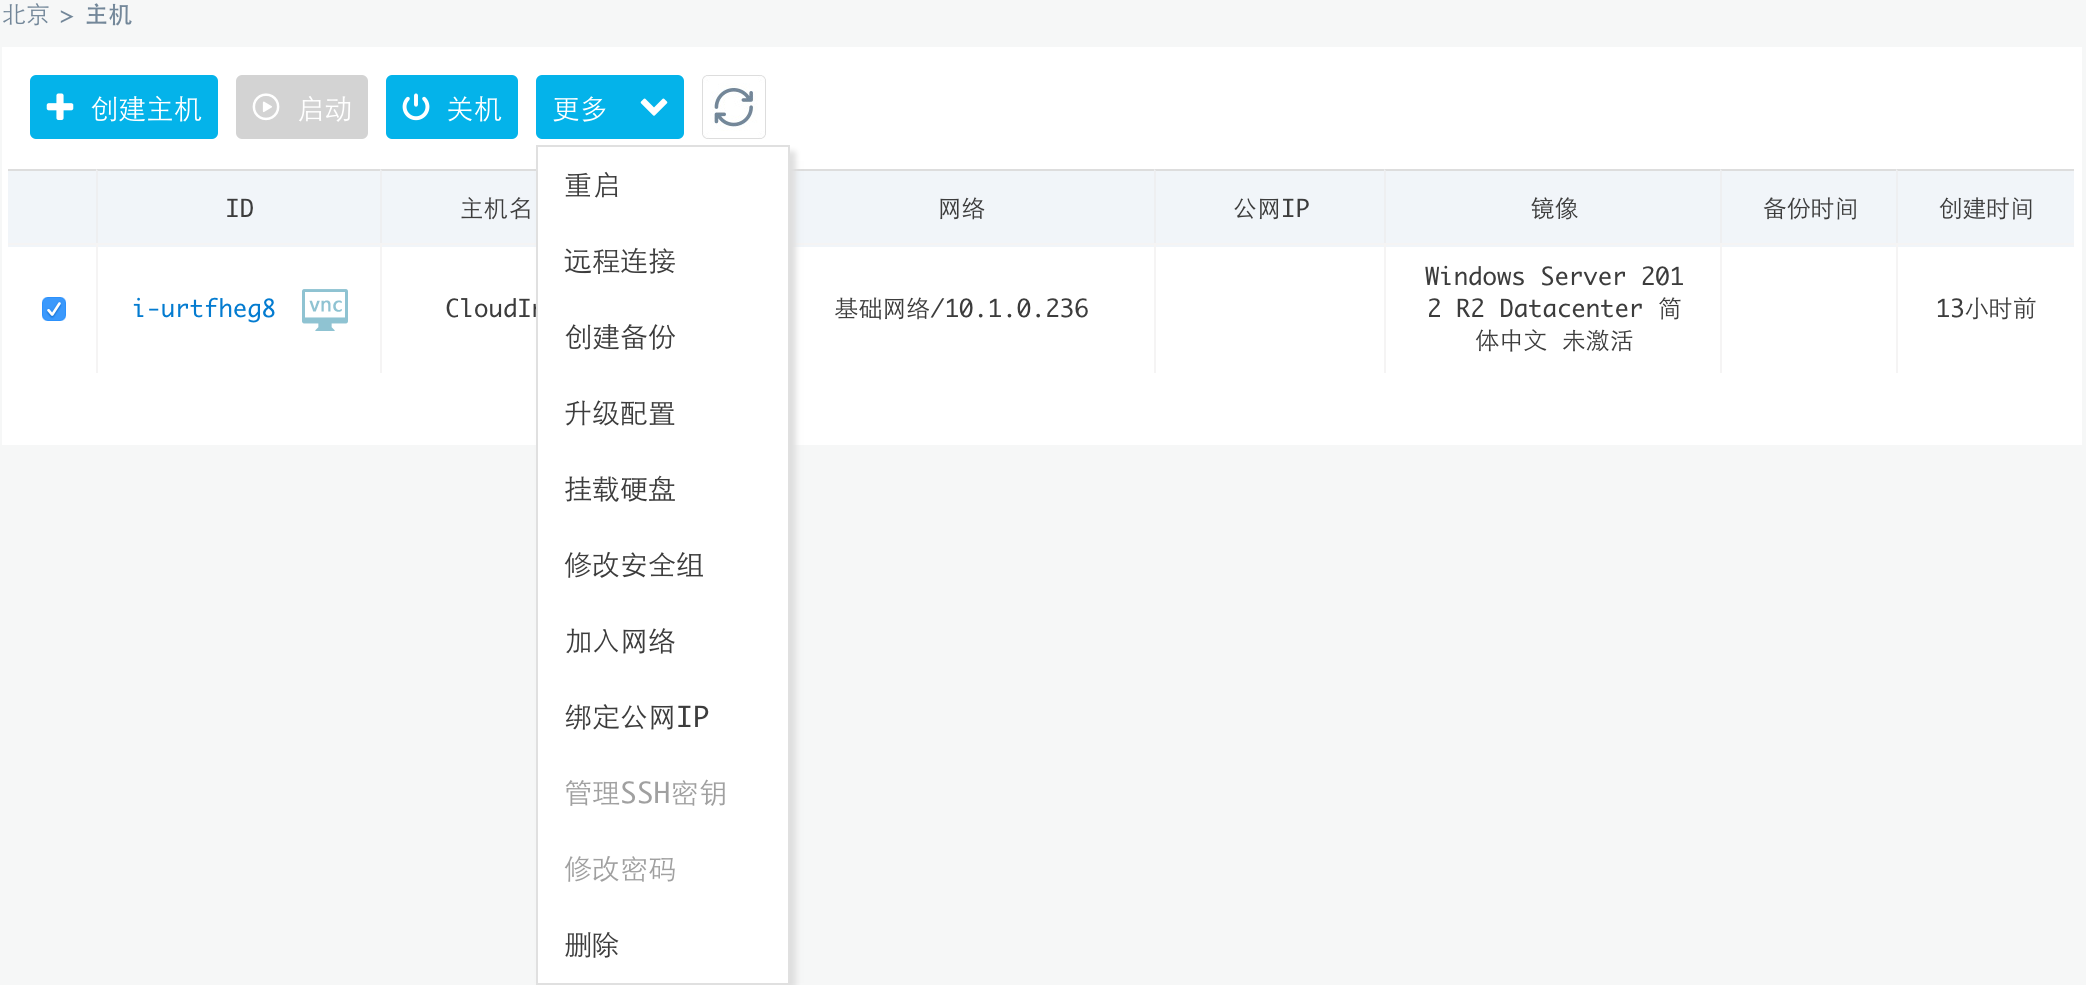 北京 > 主机
创建主机 启动 关机 更多
ID 主机名 网络 公网IP 镜像 备份时间 创建时间
i-urtfheg8 vnc 基础网络/10.1.0.236 Windows Server 201
2 R2 Datacenter 简
体中文 未激活 13小时前
重启
远程连接
创建备份
升级配置
挂载硬盘
修改安全组
加入网络
绑定公网IP
管理SSH密钥
修改密码
删除